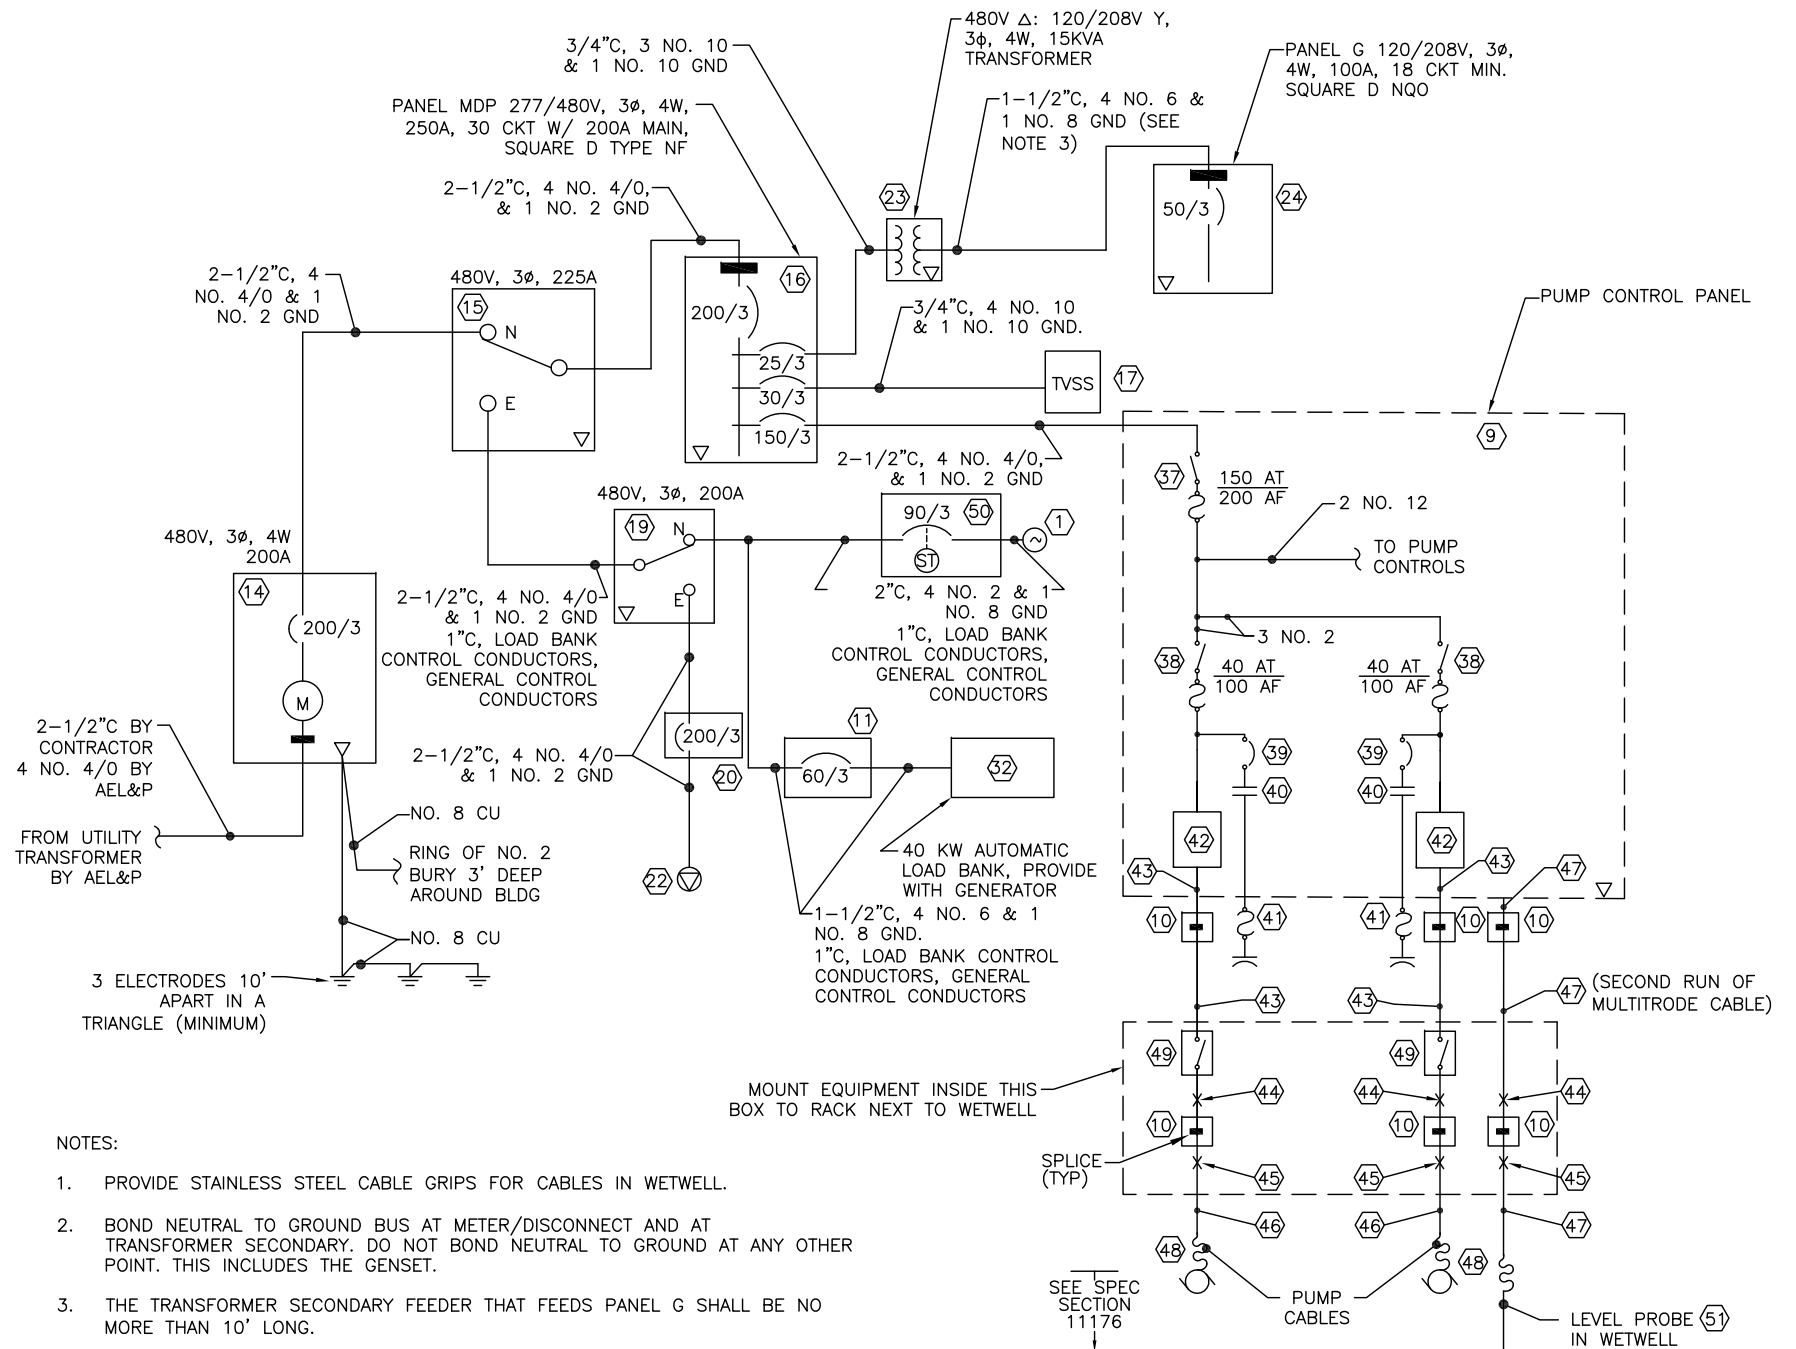 480V Δ: 120/208V Y,
3ϕ, 4W, 15KVA
TRANSFORMER
3/4"C, 3 NO. 10
& 1 NO. 10 GND
PANEL G 120/208V, 3ø,
4W, 100A, 18 CKT MIN.
SQUARE D NQO
PANEL MDP 277/480V, 3ø, 4W,
250A, 30 CKT W/ 200A MAIN,
SQUARE D TYPE NF
1-1/2"C, 4 NO. 6 &
1 NO. 8 GND (SEE
NOTE 3)
2-1/2"C, 4 NO. 4/0,
& 1 NO. 2 GND
23
24
50/3
2-1/2"C, 4
NO. 4/0 & 1
NO. 2 GND
480V, 3ø, 225A
15
N
E
16
200/3
25/3
30/3
150/3
3/4"C, 4 NO. 10
& 1 NO. 10 GND.
TVSS
17
PUMP CONTROL PANEL
9
2-1/2"C, 4 NO. 4/0,
& 1 NO. 2 GND
37
150 AT
200 AF
2 NO. 12
TO PUMP
CONTROLS
480V, 3ø, 200A
19
N
E
90/3
50
ST
1
480V, 3ø, 4W
200A
14
200/3
M
2-1/2"C, 4 NO. 4/0
& 1 NO. 2 GND
1"C, LOAD BANK
CONTROL CONDUCTORS,
GENERAL CONTROL
CONDUCTORS
2"C, 4 NO. 2 & 1
NO. 8 GND
1"C, LOAD BANK
CONTROL CONDUCTORS,
GENERAL CONTROL
CONDUCTORS
3 NO. 2
38
40 AT
100 AF
40 AT
100 AF
38
2-1/2"C BY
CONTRACTOR
4 NO. 4/0 BY
AEL&P
2-1/2"C, 4 NO. 4/0
& 1 NO. 2 GND
200/3
20
11
60/3
32
39
39
40
40
42
42
FROM UTILITY
TRANSFORMER
BY AEL&P
NO. 8 CU
RING OF NO. 2
BURY 3' DEEP
AROUND BLDG
22
40 KW AUTOMATIC
LOAD BANK, PROVIDE
WITH GENERATOR
43
43
47
1-1/2"C, 4 NO. 6 & 1
NO. 8 GND.
1"C, LOAD BANK CONTROL
CONDUCTORS, GENERAL
CONTROL CONDUCTORS
10
41
41
10
10
NO. 8 CU
3 ELECTRODES 10'
APART IN A
TRIANGLE (MINIMUM)
43
43
47
(SECOND RUN OF
MULTITRODE CABLE)
49
49
MOUNT EQUIPMENT INSIDE THIS
BOX TO RACK NEXT TO WETWELL
44
44
44
10
10
10
SPLICE
(TYP)
45
45
45
46
46
47
48
48
SEE SPEC
SECTION
11176
PUMP
CABLES
LEVEL PROBE
IN WETWELL
51
NOTES:
1. PROVIDE STAINLESS STEEL CABLE GRIPS FOR CABLES IN WETWELL.
2. BOND NEUTRAL TO GROUND BUS AT METER/DISCONNECT AND AT
TRANSFORMER SECONDARY. DO NOT BOND NEUTRAL TO GROUND AT ANY OTHER
POINT. THIS INCLUDES THE GENSET.
3. THE TRANSFORMER SECONDARY FEEDER THAT FEEDS PANEL G SHALL BE NO
MORE THAN 10' LONG.